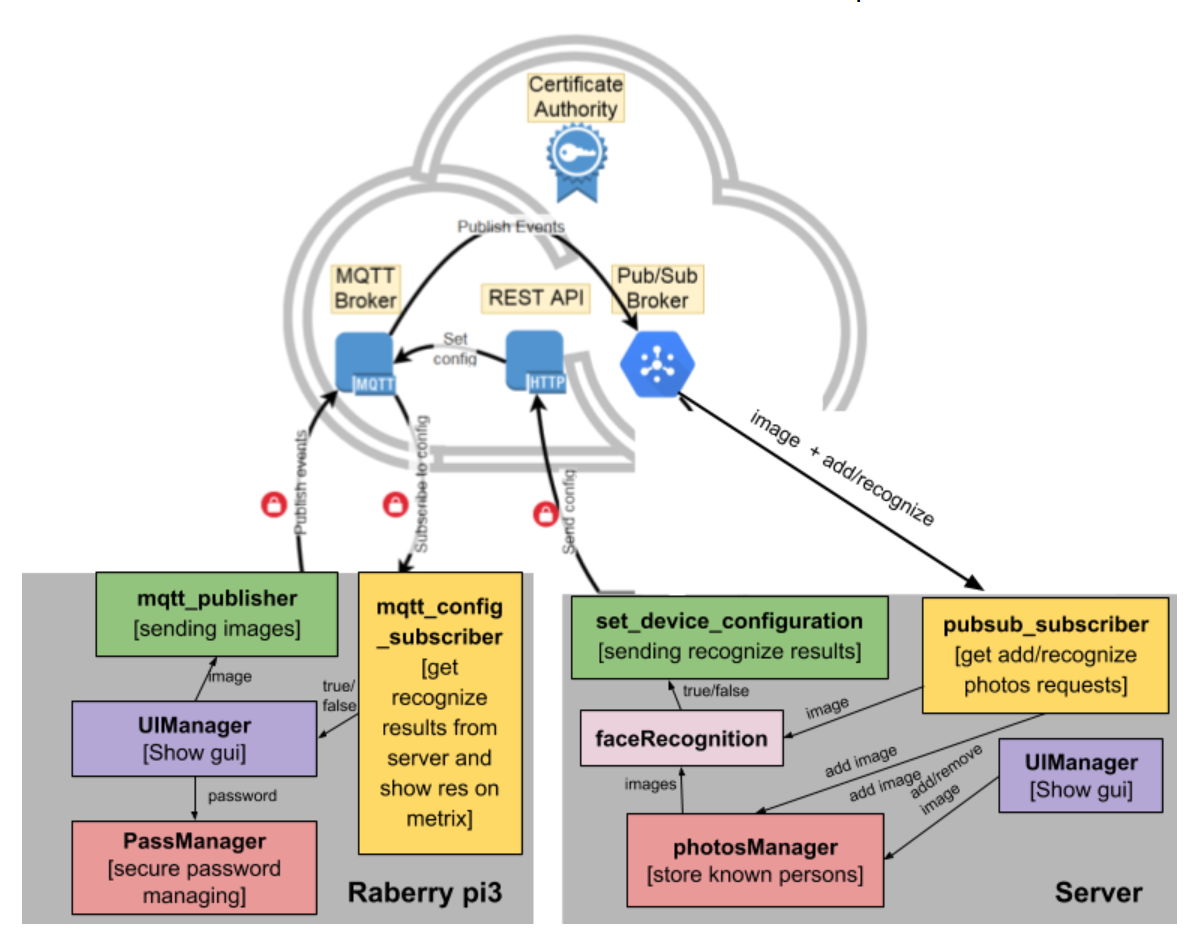 Certificate
Authority
Publish Events
MQTT
Broker
REST API
Pub/Sub
Broker
Set
config
MQTT
HTTP
image + add/recognize
Publish events
Subscribe to config
Send config
mqtt_publisher
[sending images]
image
UIManager
[Show gui]
password
PassManager
[secure password
managing]
true/
false
mqtt_config
_subscriber
[get
recognize
results from
server and
show res on
metrix]
Raberry pi3
set_device_configuration
[sending recognize results]
true/false
faceRecognition
images
photosManager
[store known persons]
pubsub_subscriber
[get add/recognize
photos requests]
image
add image
add image
add/remove
image
UIManager
[Show gui]
Server